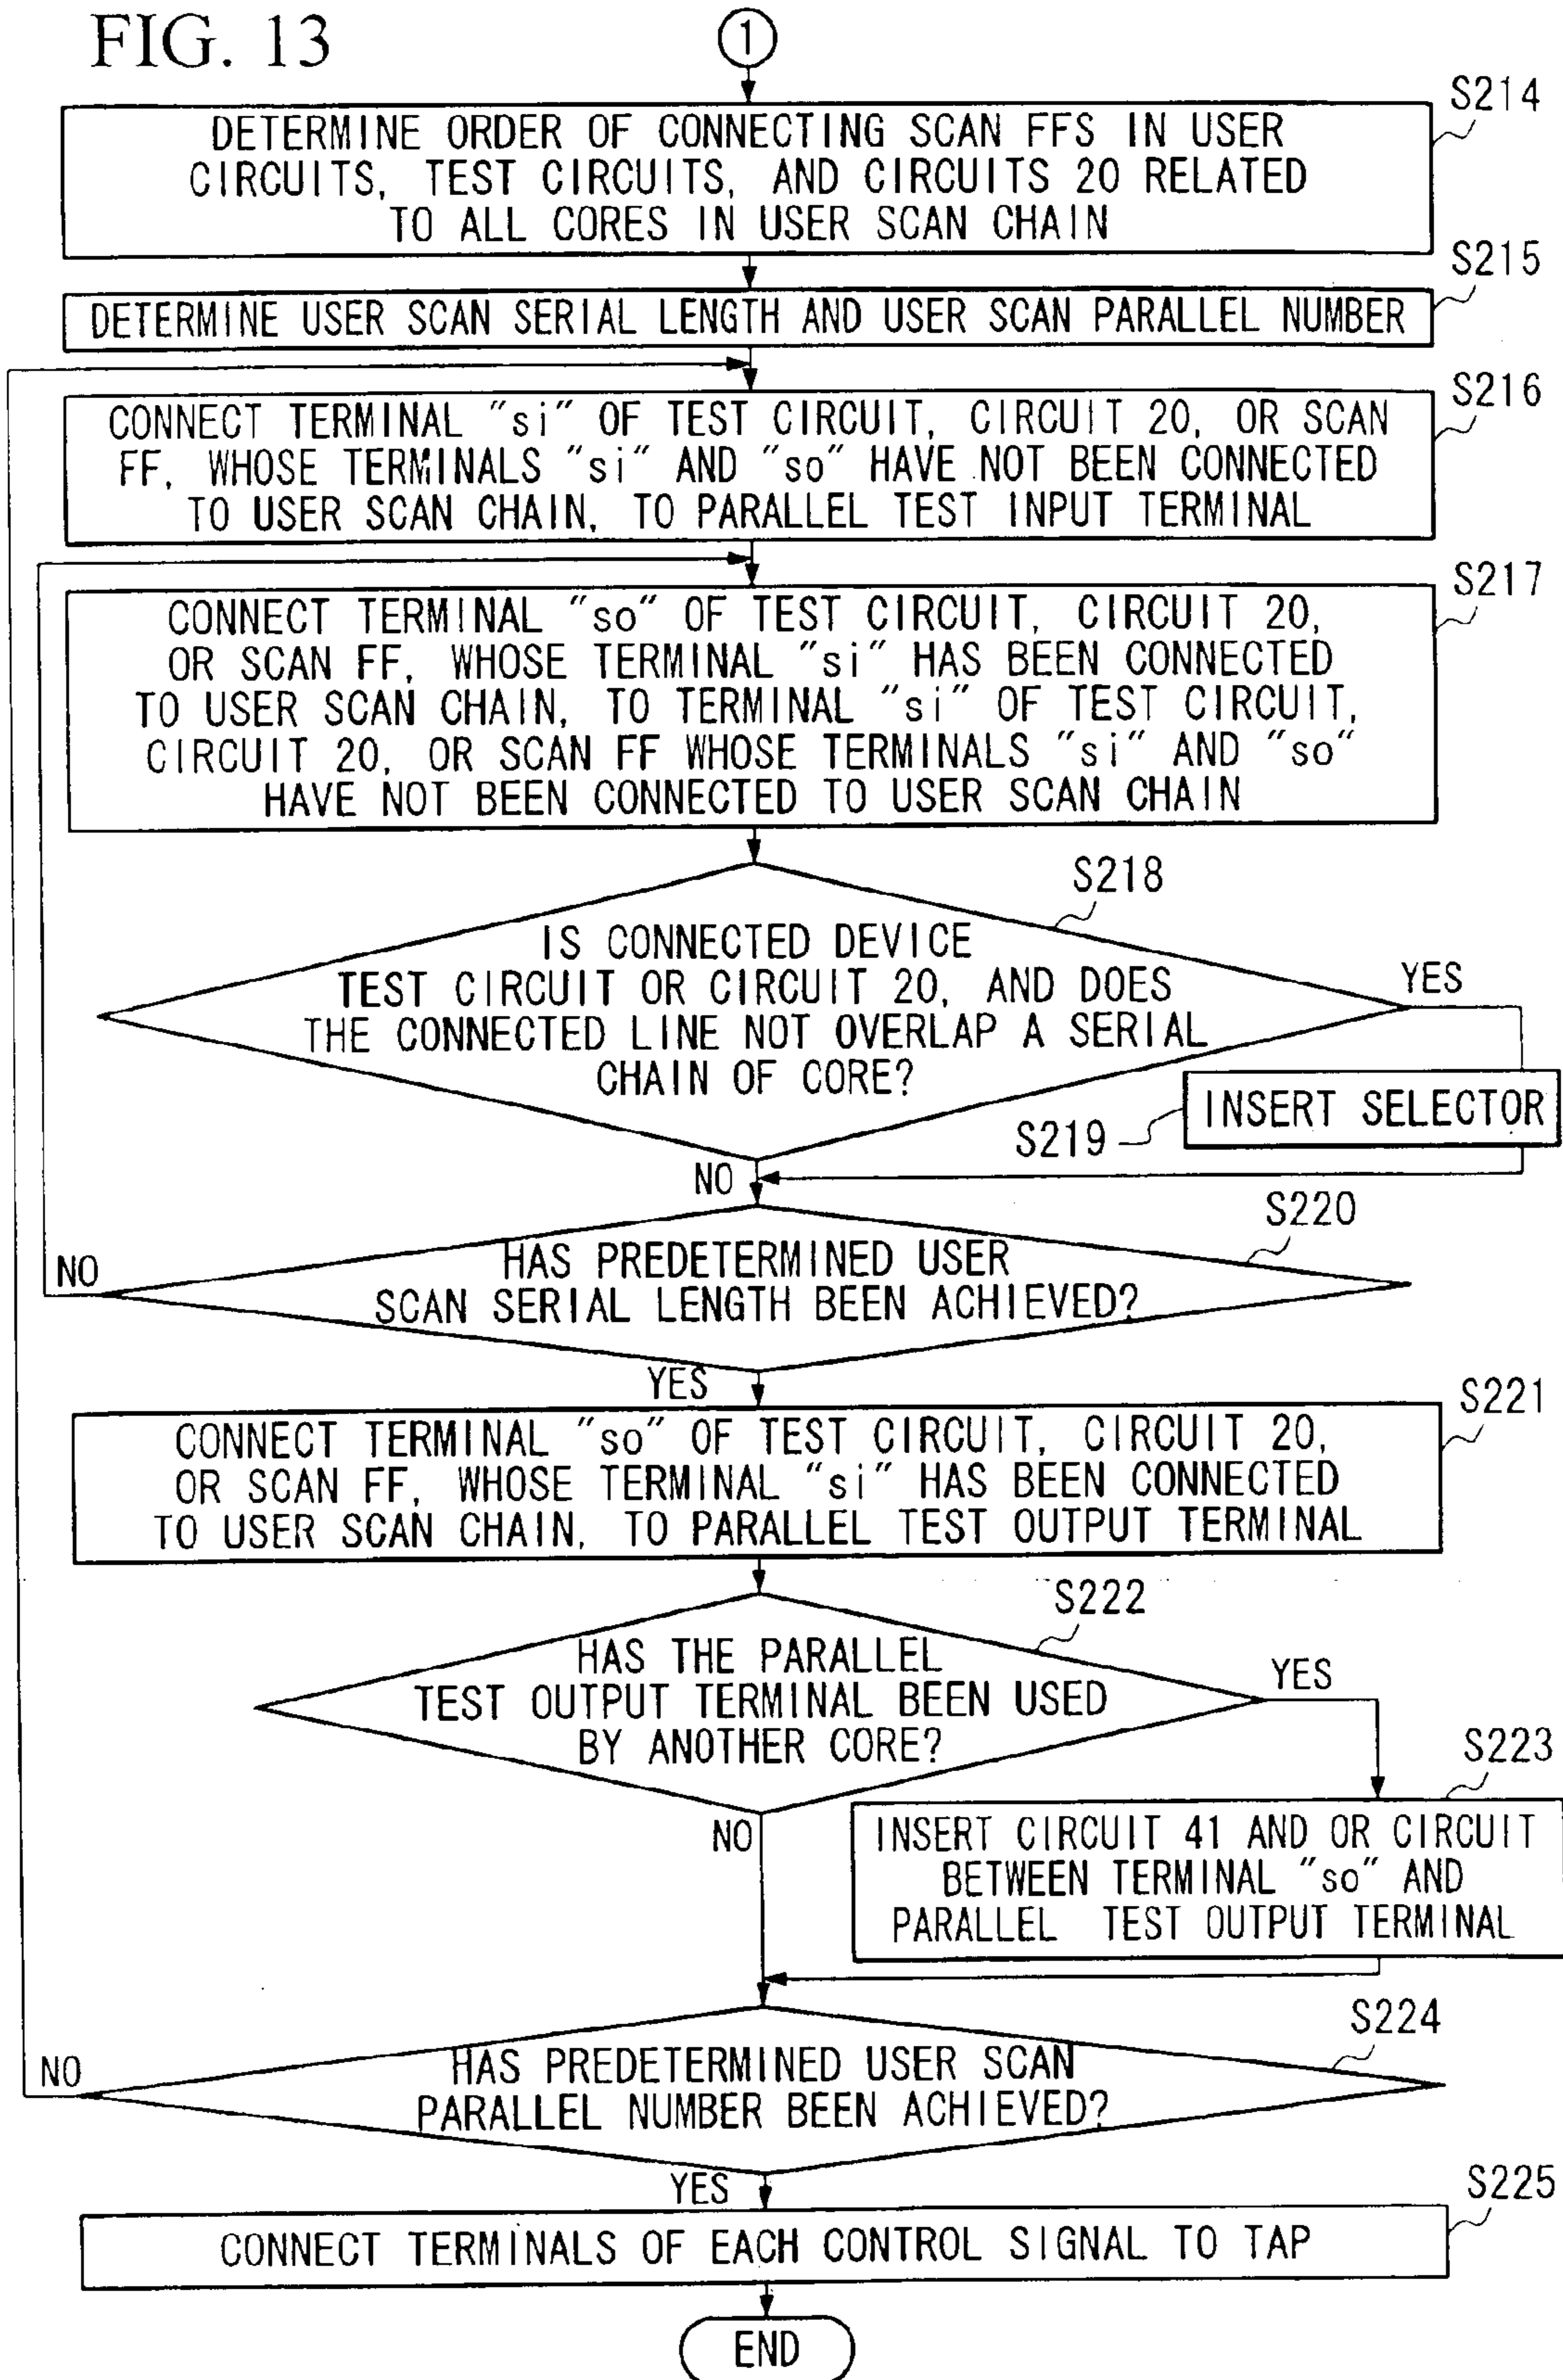 FIG. 13
1
S214
DETERMINE ORDER OF CONNECTING SCAN FFS IN USER
CIRCUITS, TEST CIRCUITS, AND CIRCUITS 20 RELATED
TO ALL CORES IN USER SCAN CHAIN
S215
DETERMINE USER SCAN SERIAL LENGTH AND USER SCAN PARALLEL NUMBER
S216
CONNECT TERMINAL "si" OF TEST CIRCUIT, CIRCUIT 20, OR SCAN
FF, WHOSE TERMINALS "si" AND "so" HAVE NOT BEEN CONNECTED
TO USER SCAN CHAIN, TO PARALLEL TEST INPUT TERMINAL
S217
CONNECT TERMINAL "so" OF TEST CIRCUIT, CIRCUIT 20,
OR SCAN FF, WHOSE TERMINAL "si" HAS BEEN CONNECTED
TO USER SCAN CHAIN, TO TERMINAL "si" OF TEST CIRCUIT,
CIRCUIT 20, OR SCAN FF WHOSE TERMINALS "si" AND "so"
HAVE NOT BEEN CONNECTED TO USER SCAN CHAIN
S218
IS CONNECTED DEVICE
TEST CIRCUIT OR CIRCUIT 20, AND DOES
THE CONNECTED LINE NOT OVERLAP A SERIAL
CHAIN OF CORE?
YES
S219
INSERT SELECTOR
NO
S220
HAS PREDETERMINED USER
SCAN SERIAL LENGTH BEEN ACHIEVED?
NO
YES
S221
CONNECT TERMINAL "so" OF TEST CIRCUIT, CIRCUIT 20,
OR SCAN FF, WHOSE TERMINAL "si" HAS BEEN CONNECTED
TO USER SCAN CHAIN, TO PARALLEL TEST OUTPUT TERMINAL
S222
HAS THE PARALLEL
TEST OUTPUT TERMINAL BEEN USED
BY ANOTHER CORE?
YES
S223
NO
INSERT CIRCUIT 41 AND OR CIRCUIT
BETWEEN TERMINAL "so" AND
PARALLEL TEST OUTPUT TERMINAL
S224
HAS PREDETERMINED USER SCAN
PARALLEL NUMBER BEEN ACHIEVED?
NO
YES
S225
CONNECT TERMINALS OF EACH CONTROL SIGNAL TO TAP
END